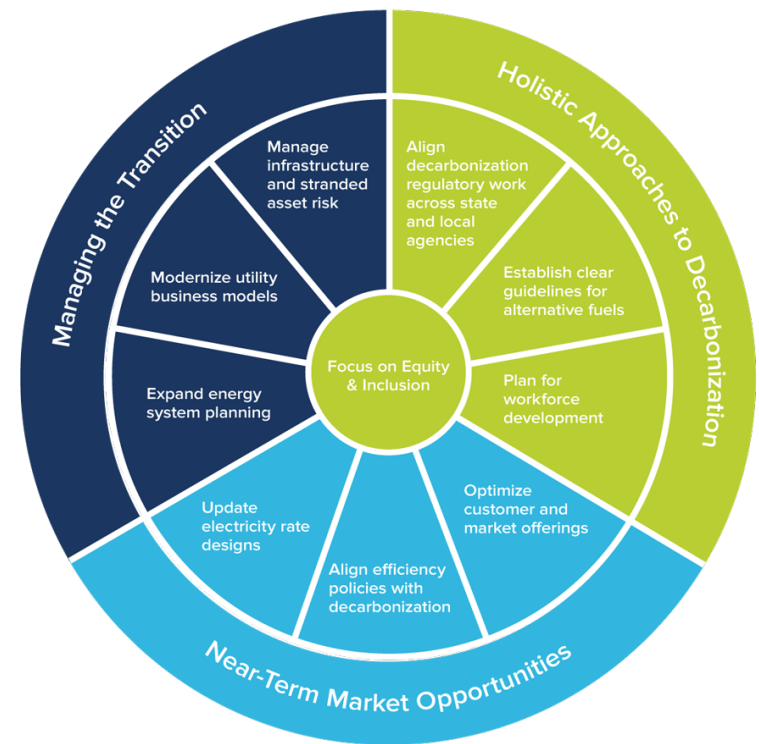 Managing the Transition
Holistic Approaches to Decarbonization
Near-Term Market Opportunities
Manage
infrastructure
and stranded
asset risk
Align
decarbonization
regulatory work
across state
and local
agencies
Modernize utility
business models
Establish clear
guidelines for
alternative fuels
Expand energy
system planning
Focus on Equity
& Inclusion
Plan for
workforce
development
Update
electricity rate
designs
Align efficiency
policies with
decarbonization
Optimize
customer and
market offerings